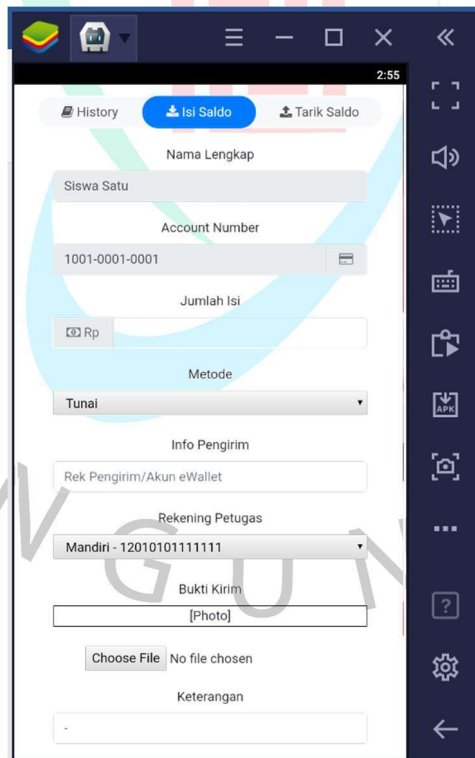 2:55
History Isi Saldo Tarik Saldo
Nama Lengkap
Siswa Satu
Account Number
1001-0001-0001
Jumlah Isi
Rp
Metode
Tunai
Info Pengirim
Rek Pengirim/Akun eWallet
Rekening Petugas
Mandiri - 12010101111111
Bukti Kirim
[Photo]
Choose File No file chosen
Keterangan
-
APK
N G U N